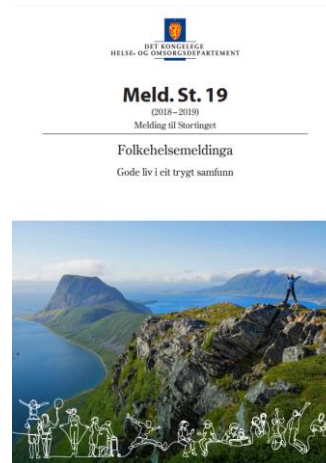 DET KONGELEGE
HELSE- OG OMSORGSDEPARTEMENT
Meld. St. 19
(2018–2019)
Melding til Stortinget
Folkehelsemeldinga
Gode liv i eit trygt samfunn